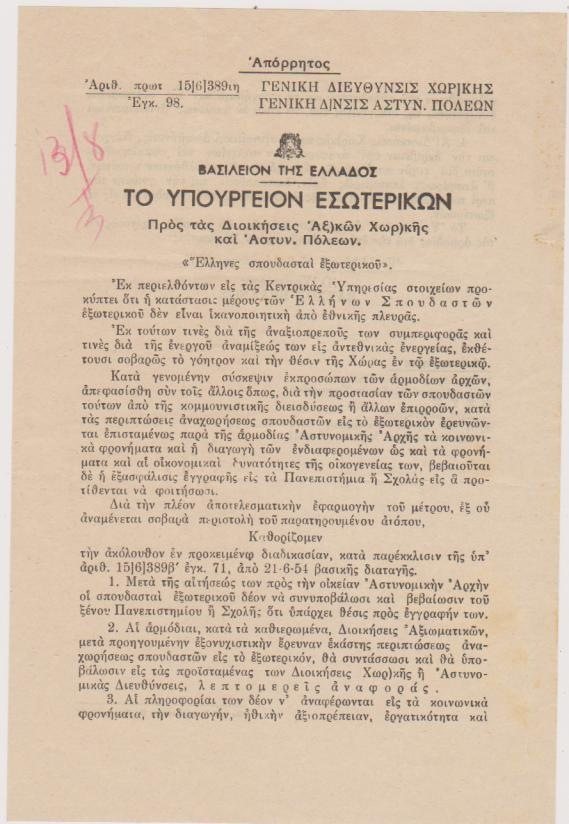 Ἀπόρρητος
Ἀριθ. πρωτ 15|6|389ιη ΓΕΝΙΚΗ ΔΙΕΥΘΥΝΣΙΣ ΧΩΡ|ΚΗΣ
Ἐγκ. 98. ΓΕΝΙΚΗ Δ|ΝΣΙΣ ΑΣΤΥΝ. ΠΟΛΕΩΝ
13/8
ΒΑΣΙΛΕΙΟΝ ΤΗΣ ΕΛΛΑΔΟΣ
ΤΟ ΥΠΟΥΡΓΕΙΟΝ ΕΣΩΤΕΡΙΚΩΝ
Πρὸς τὰς Διοικήσεις Ἀξ)κῶν Χωρ)κῆς
καὶ Ἀστυν. Πόλεων.
«Ἕλληνες σπουδασταὶ ἐξωτερικοῦ».
Ἐκ περιελθόντων εἰς τὰς Κεντρικὰς Ὑπηρεσίας στοιχείων προ-
κύπτει ὅτι ἡ κατάστασις μέρους τῶν Ἑλλήνων Σπουδαστῶν
ἐξωτερικοῦ δὲν εἶναι ἱκανοποιητικὴ ἀπὸ ἐθνικῆς πλευρᾶς.
Ἐκ τούτων τινὲς διὰ τῆς ἀναξιοπρεποῦς των συμπεριφορᾶς καὶ
τινὲς διὰ τῆς ἐνεργοῦ ἀναμίξεώς των εἰς ἀντεθνικὰς ἐνεργείας, ἐκθέ-
τουσι σοβαρῶς τὸ γόητρον καὶ τὴν θέσιν τῆς Χώρας ἐν τῷ ἐξωτερικῷ.
Κατὰ γενομένην σύσκεψιν ἐκπροσώπων τῶν ἁρμοδίων ἀρχῶν,
ἀπεφασίσθη σὺν τοῖς ἄλλοις ὅπως, διὰ τὴν προστασίαν τῶν σπουδαστῶν
τούτων ἀπὸ τῆς κομμουνιστικῆς διεισδύσεως ἢ ἄλλων ἐπιρροῶν, κατὰ
τὰς περιπτώσεις ἀναχωρήσεως σπουδαστῶν εἰς τὸ ἐξωτερικὸν ἐρευνῶν-
ται ἐπισταμένως παρὰ τῆς ἁρμοδίας Ἀστυνομικῆς Ἀρχῆς τὰ κοινωνι-
κὰ φρονήματα καὶ ἡ διαγωγὴ τῶν ἐνδιαφερομένων ὡς καὶ τὰ φρονή-
ματα καὶ αἱ οἰκονομικαὶ δυνατότητες τῆς οἰκογενείας των, βεβαιοῦται
δὲ ἡ ἐξασφάλισις ἐγγραφῆς εἰς τὰ Πανεπιστήμια ἢ Σχολὰς εἰς ἃ προ-
τίθενται νὰ φοιτήσωσι.
Διὰ τὴν πλέον ἀποτελεσματικὴν ἐφαρμογὴν τοῦ μέτρου, ἐξ οὗ
ἀναμένεται σοβαρὰ περιστολὴ τοῦ παρατηρουμένου ἀτόπου,
Καθορίζομεν
τὴν ἀκόλουθον ἐν προκειμένῳ διαδικασίαν, κατὰ παρέκκλισιν τῆς ὑπ'
ἀριθ. 15|6|389β' ἐγκ. 71, ἀπὸ 21-6-54 βασικῆς διαταγῆς.
1. Μετὰ τῆς αἰτήσεώς των πρὸς τὴν οἰκείαν Ἀστυνομικὴν Ἀρχὴν
οἱ σπουδασταὶ ἐξωτερικοῦ δέον νὰ συνυποβάλωσι καὶ βεβαίωσιν τοῦ
ξένου Πανεπιστημίου ἢ Σχολῆς ὅτι ὑπάρχει θέσις πρὸς ἐγγραφήν των.
2. Αἱ ἁρμόδιαι, κατὰ τὰ καθιερωμένα, Διοικήσεις Ἀξιωματικῶν,
μετὰ προηγουμένην ἐξονυχιστικὴν ἔρευναν ἑκάστης περιπτώσεως ἀνα-
χωρήσεως σπουδαστῶν εἰς τὸ ἐξωτερικόν, θὰ συντάσσωσι καὶ θὰ ὑπο-
βάλωσιν εἰς τὰς προϊσταμένας των Διοικήσεις Χωρ)κῆς ἢ Ἀστυνο-
μικὰς Διευθύνσεις, λεπτομερεῖς ἀναφοράς.
3. Αἱ πληροφορίαι των δέον ν' ἀναφέρωνται εἰς τὰ κοινωνικὰ
φρονήματα, τὴν διαγωγήν, ἠθικὴν ἀξιοπρέπειαν, ἐργατικότητα καὶ